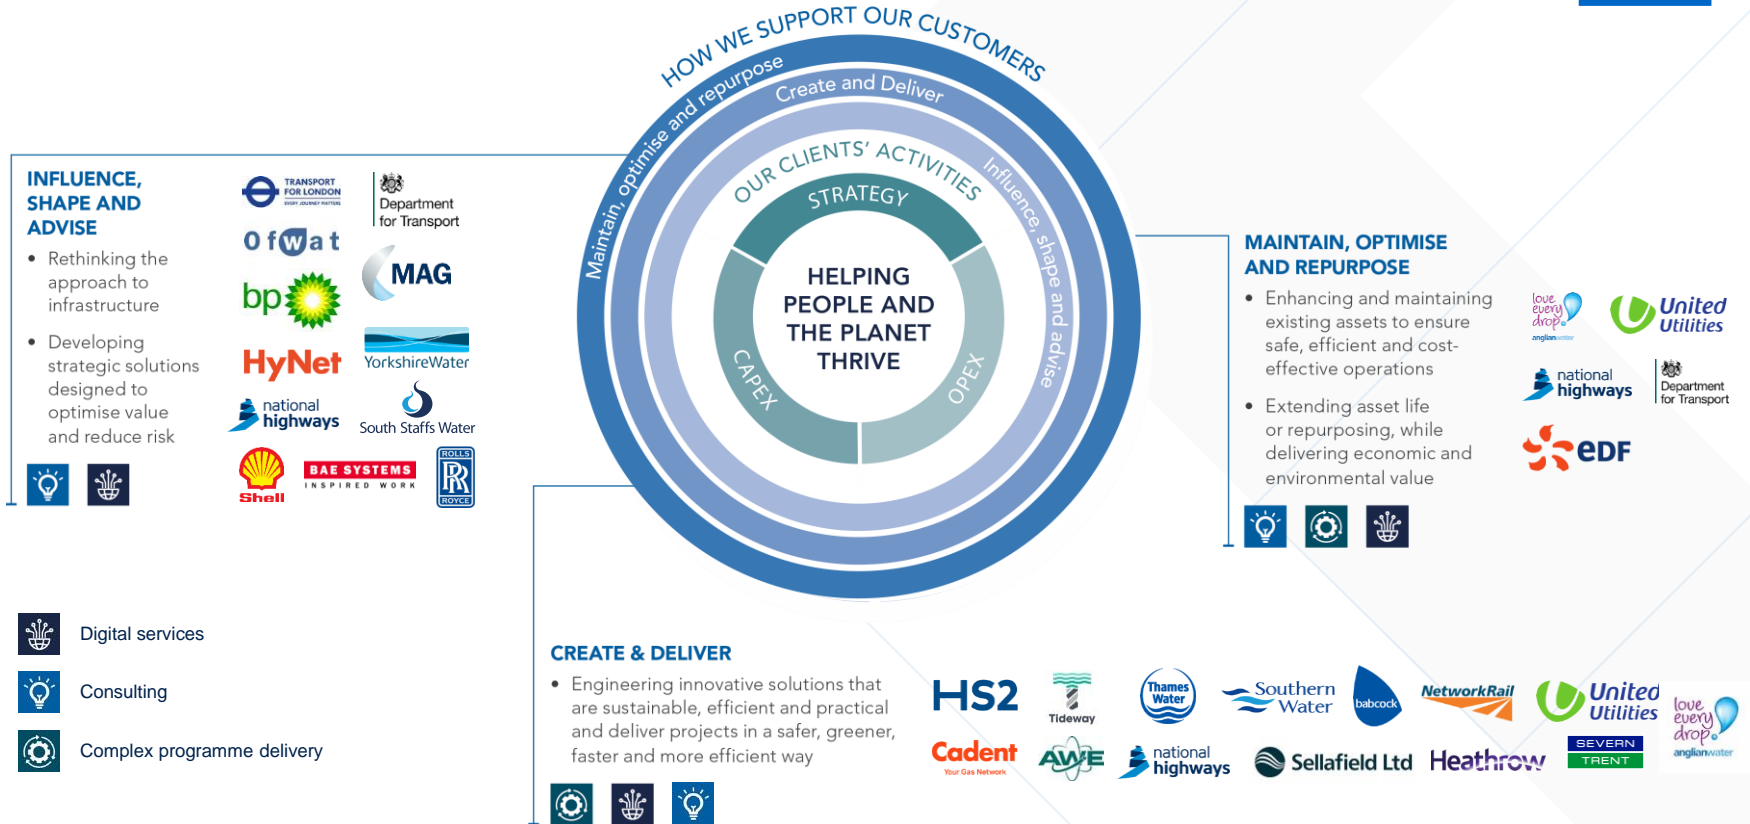 HOW WE SUPPORT OUR CUSTOMERS
Maintain, optimise and repurpose
Create and Deliver
Influence, shape and advise
OUR CLIENTS' ACTIVITIES
STRATEGY
CAPEX
OPEX
HELPING
PEOPLE AND
THE PLANET
THRIVE
INFLUENCE,
SHAPE AND
ADVISE
• Rethinking the
approach to
infrastructure
• Developing
strategic solutions
designed to
optimise value
and reduce risk
TRANSPORT
FOR LONDON
EVERY JOURNEY MATTERS
Department
for Transport
Ofwat
MAG
bp
HyNet
YorkshireWater
national
highways
South Staffs Water
Shell
BAE SYSTEMS
INSPIRED WORK
ROLLS
RR
ROYCE
MAINTAIN, OPTIMISE
AND REPURPOSE
• Enhancing and maintaining
existing assets to ensure
safe, efficient and cost-
effective operations
• Extending asset life
or repurposing, while
delivering economic and
environmental value
love
every
drop
anglianwater
United
Utilities
national
highways
Department
for Transport
eDF
Digital services
Consulting
Complex programme delivery
CREATE & DELIVER
• Engineering innovative solutions that
are sustainable, efficient and practical
and deliver projects in a safer, greener,
faster and more efficient way
HS2
Tideway
Thames
Water
Southern
Water
babcock
NetworkRail
United
Utilities
love
every
drop
anglianwater
Cadent
Your Gas Network
AWE
national
highways
Sellafield Ltd
Heathrow
SEVERN
TRENT